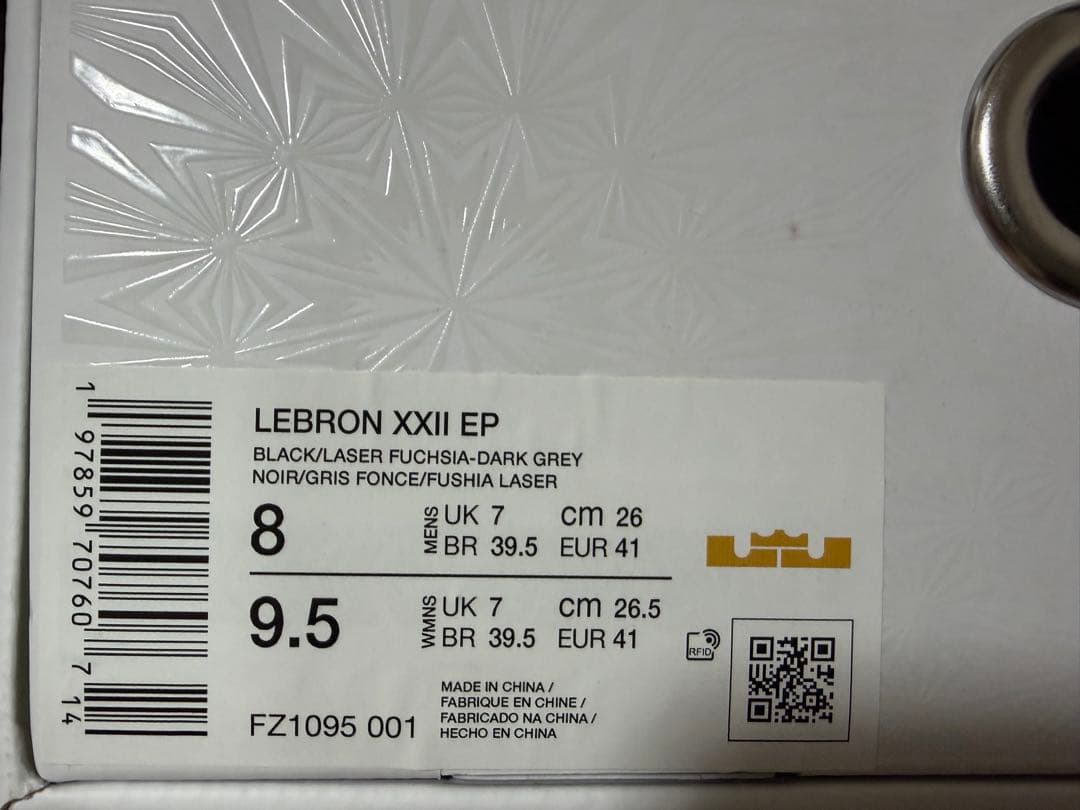 LEBRON XXII EP
BLACK/LASER FUCHSIA-DARK GREY
NOIR/GRIS FONCE/FUSHIA LASER
8
MENS
UK 7 cm 26
BR 39.5 EUR 41
9.5
WMNS
UK 7 cm 26.5
BR 39.5 EUR 41
RFID
MADE IN CHINA /
FABRIQUE EN CHINE /
FABRICADO NA CHINA /
HECHO EN CHINA
FZ1095 001
1 97859 70760 7 14